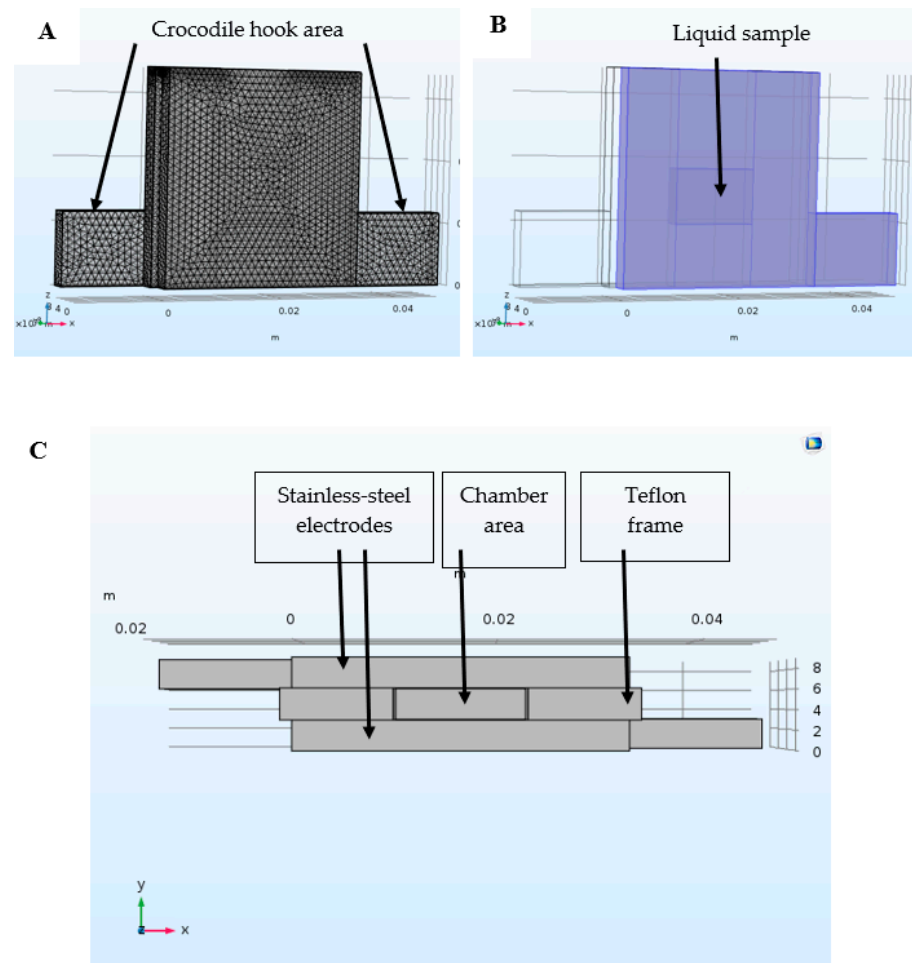 A
Crocodile hook area
z
x
0
0.02
0.04
m
B
Liquid sample
z
x
0
0.02
0.04
m
C
Stainless-steel
electrodes
Chamber
area
Teflon
frame
m
m
0.02
0
0.02
0.04
8
6
4
2
0
y
z
x